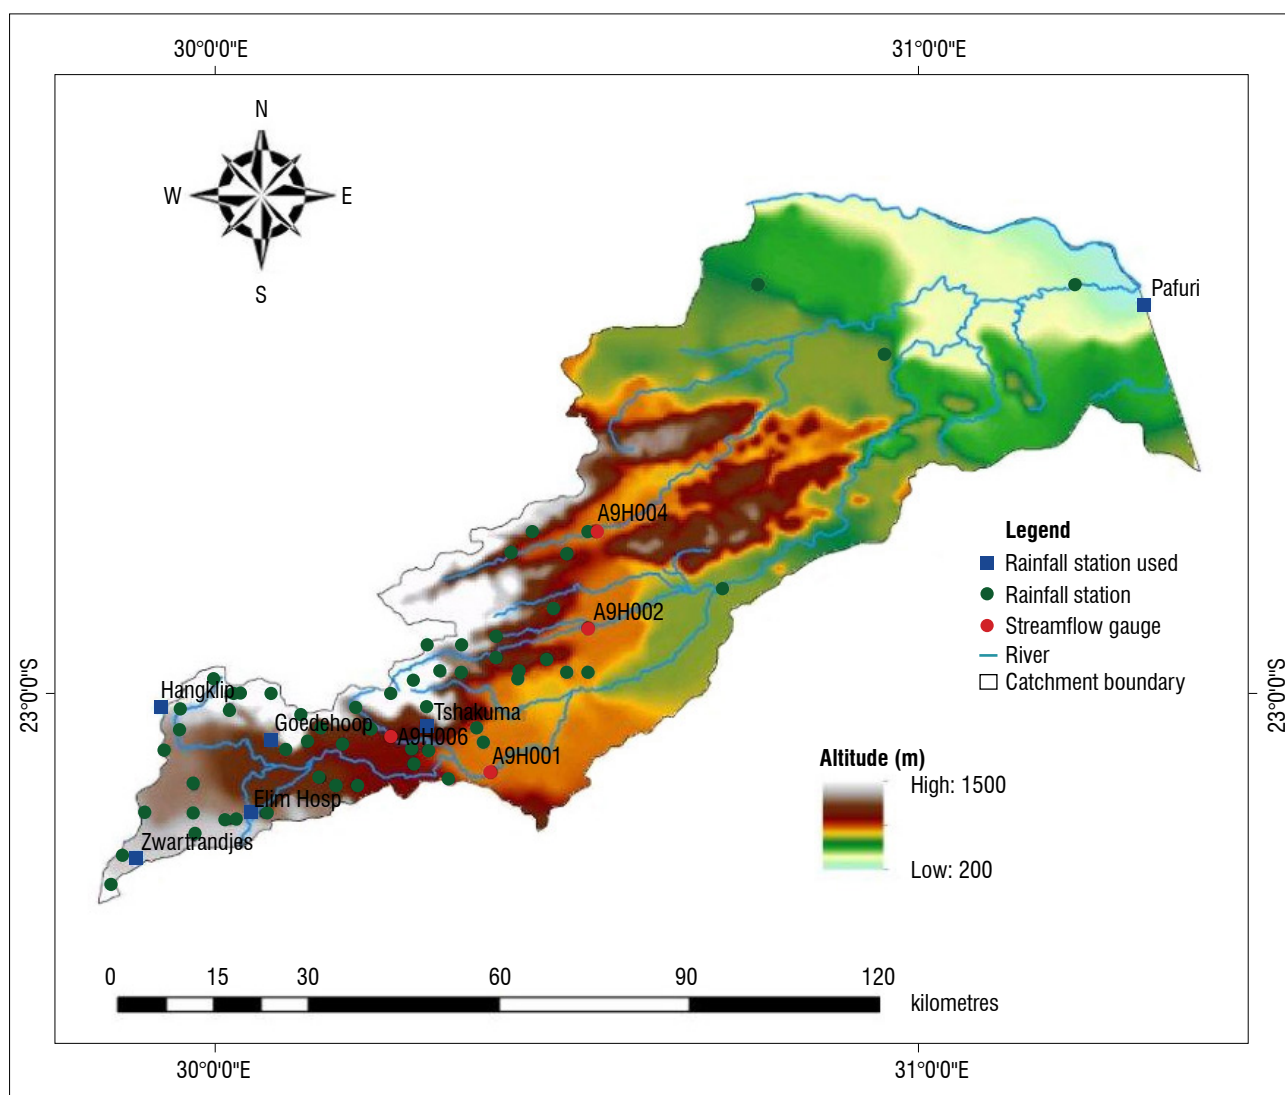 30°0'0"E
31°0'0"E
N
W
E
S
Pafuri
A9H004
Legend
Rainfall station used
Rainfall station
Streamflow gauge
River
Catchment boundary
A9H002
23°0'0"S
23°0'0"S
Hangklip
Goedehoop
Tshakuma
A9H006
A9H001
Elim Hosp
Zwartrandjes
Altitude (m)
High: 1500
Low: 200
0 15 30 60 90 120
kilometres
30°0'0"E
31°0'0"E